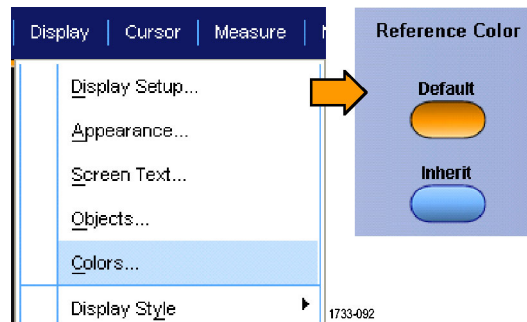 Display Cursor Measure
Display Setup...
Appearance...
Screen Text...
Objects...
Colors...
Display Style
Reference Color
Default
Inherit
1733-092